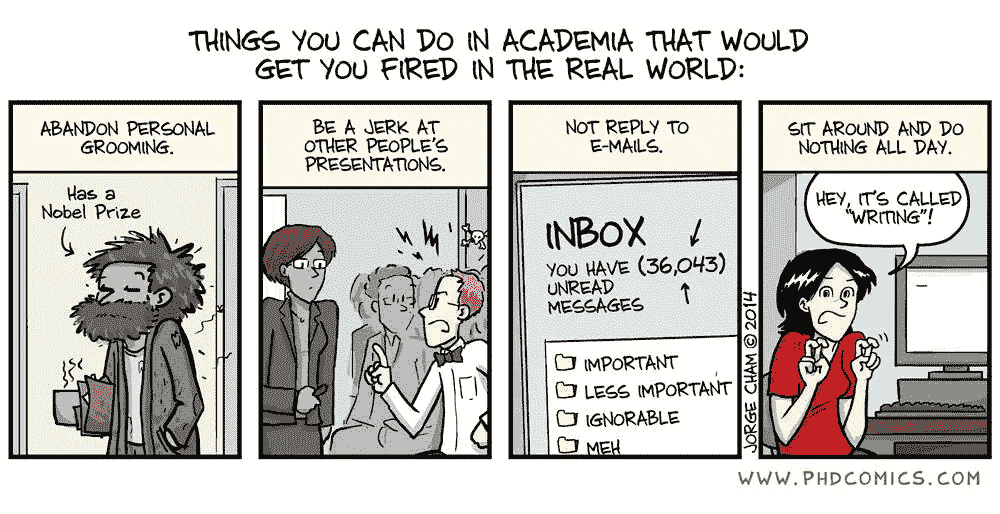 THINGS YOU CAN DO IN ACADEMIA THAT WOULD
GET YOU FIRED IN THE REAL WORLD:
ABANDON PERSONAL
GROOMING.
Has a
Nobel Prize
BE A JERK AT
OTHER PEOPLE'S
PRESENTATIONS.
NOT REPLY TO
E-MAILS.
INBOX
YOU HAVE (36,043)
UNREAD
MESSAGES
IMPORTANT
LESS IMPORTANT
IGNORABLE
MEH
SIT AROUND AND DO
NOTHING ALL DAY.
HEY, IT'S CALLED
"WRITING"!
JORGE CHAM © 2014
WWW.PHDCOMICS.COM